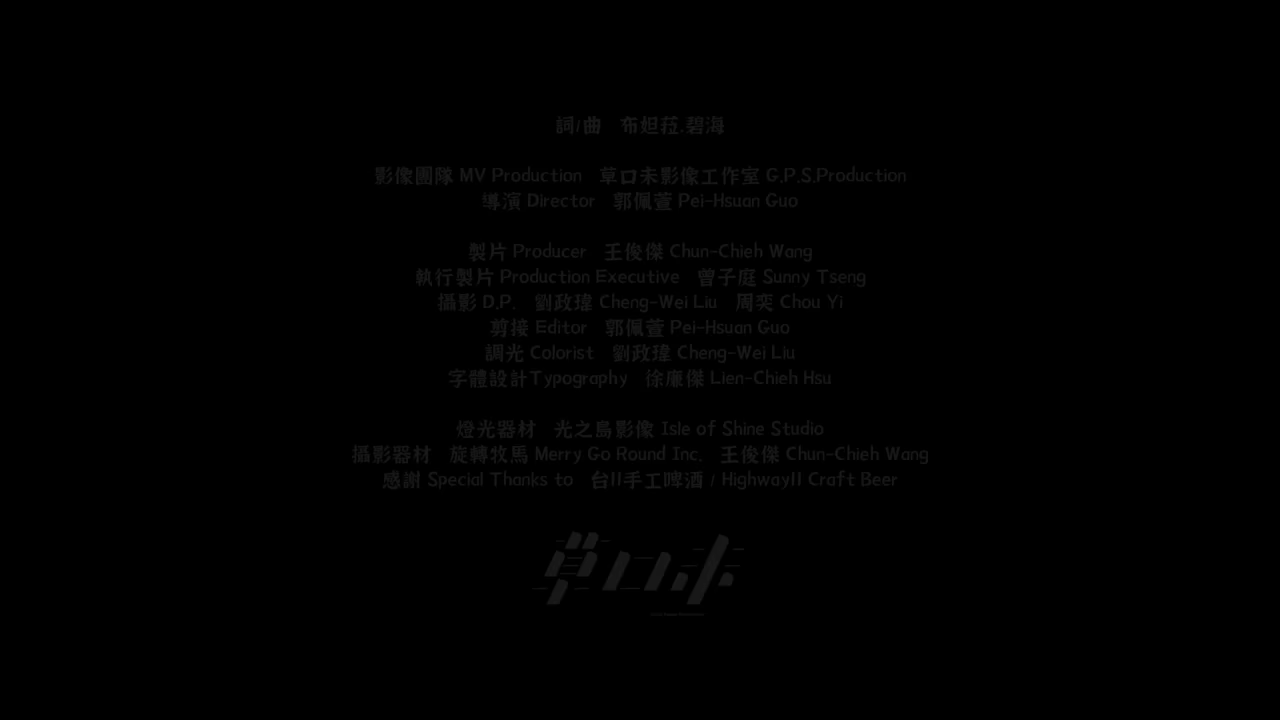 詞/曲 布妲菈.碧海
影像團隊 MV Production 草口未影像工作室 G.P.S.Production
導演 Director 郭佩萱 Pei-Hsuan Guo
製片 Producer 王俊傑 Chun-Chieh Wang
執行製片 Production Executive 曾子庭 Sunny Tseng
攝影 D.P. 劉政瑋 Cheng-Wei Liu 周奕 Chou Yi
剪接 Editor 郭佩萱 Pei-Hsuan Guo
調光 Colorist 劉政瑋 Cheng-Wei Liu
字體設計Typography 徐廉傑 Lien-Chieh Hsu
燈光器材 光之島影像 Isle of Shine Studio
攝影器材 旋轉牧馬 Merry Go Round Inc. 王俊傑 Chun-Chieh Wang
感謝 Special Thanks to 台11手工啤酒 / Highway11 Craft Beer
草口未